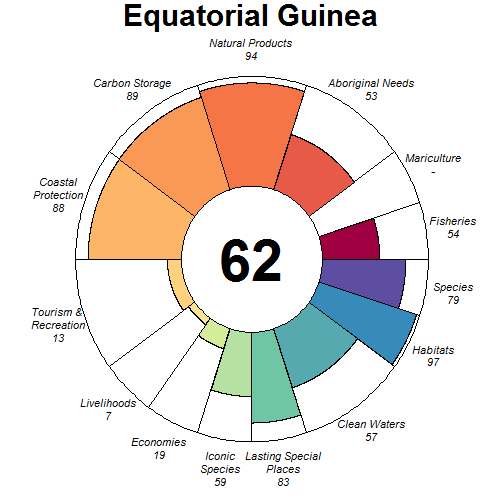 Equatorial Guinea
Natural Products
94
Carbon Storage
89
Aboriginal Needs
53
Mariculture
-
Coastal
Protection
88
Fisheries
54
62
Species
79
Tourism &
Recreation
13
Habitats
97
Livelihoods
7
Clean Waters
57
Economies
19
Iconic
Species
59
Lasting Special
Places
83